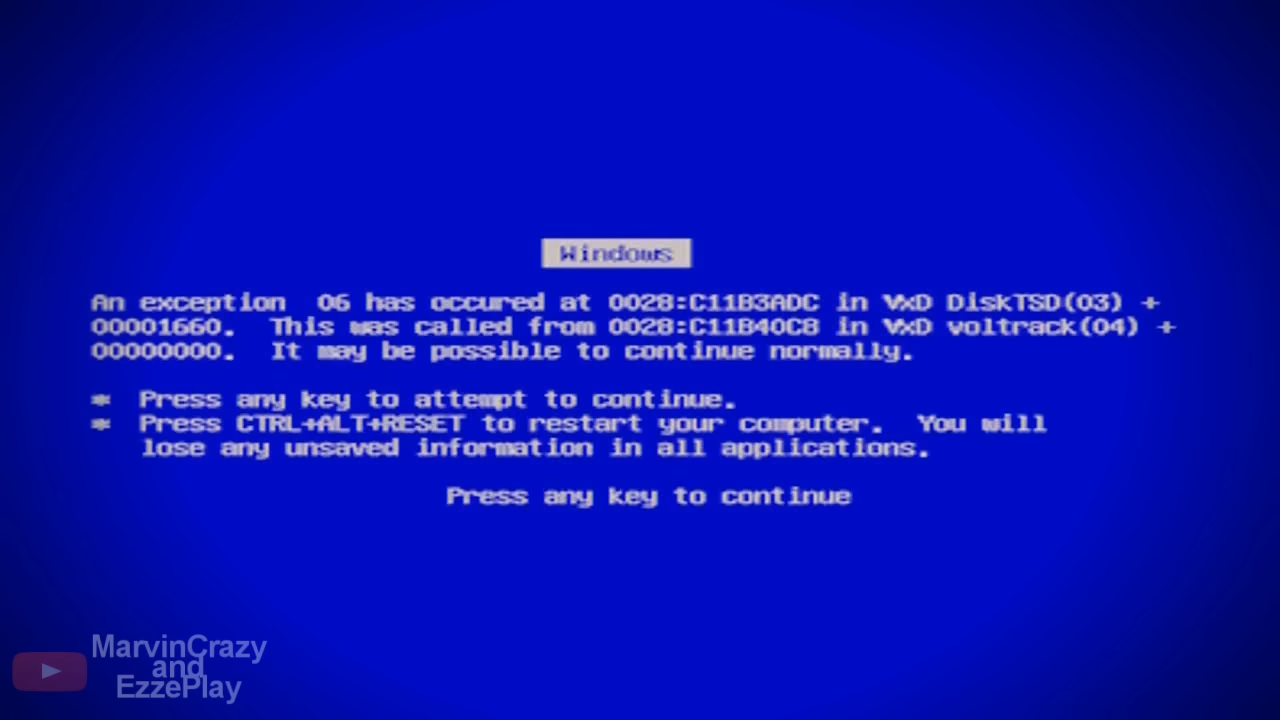 Windows
An exception 06 has occured at 0028:C11B3ADC in VxD DiskTSD(03) +
00001660. This was called from 0028:C11B40C8 in VxD voltrack(04) +
00000000. It may be possible to continue normally.
* Press any key to attempt to continue.
* Press CTRL+ALT+RESET to restart your computer. You will
lose any unsaved information in all applications.
Press any key to continue
MarvinCrazy
and
EzzePlay